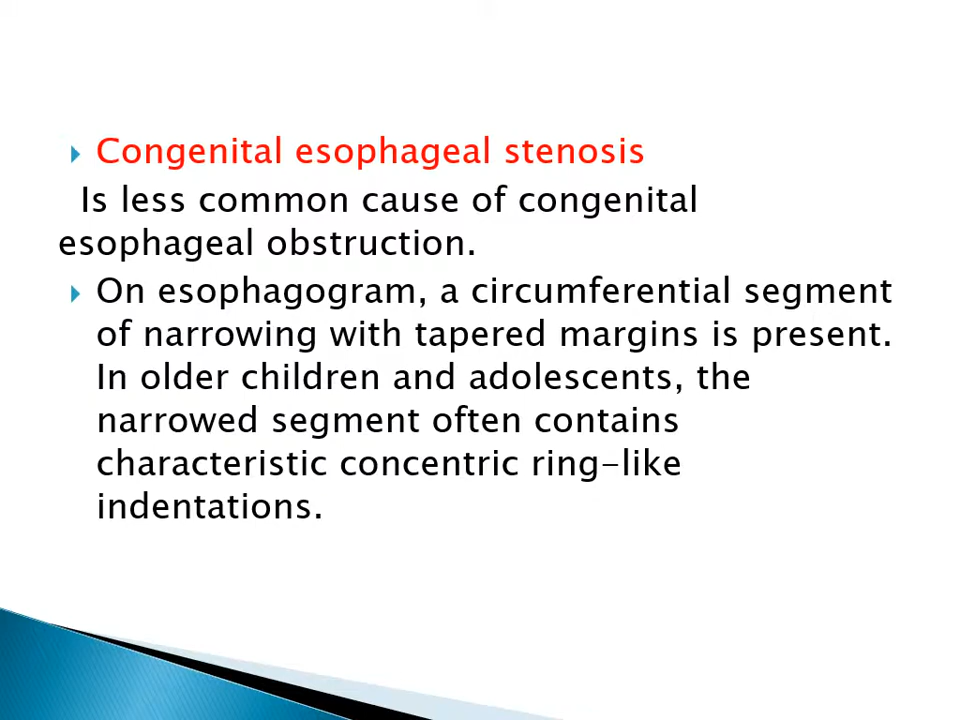 Congenital esophageal stenosis
Is less common cause of congenital
esophageal obstruction.
On esophagogram, a circumferential segment
of narrowing with tapered margins is present.
In older children and adolescents, the
narrowed segment often contains
characteristic concentric ring-like
indentations.